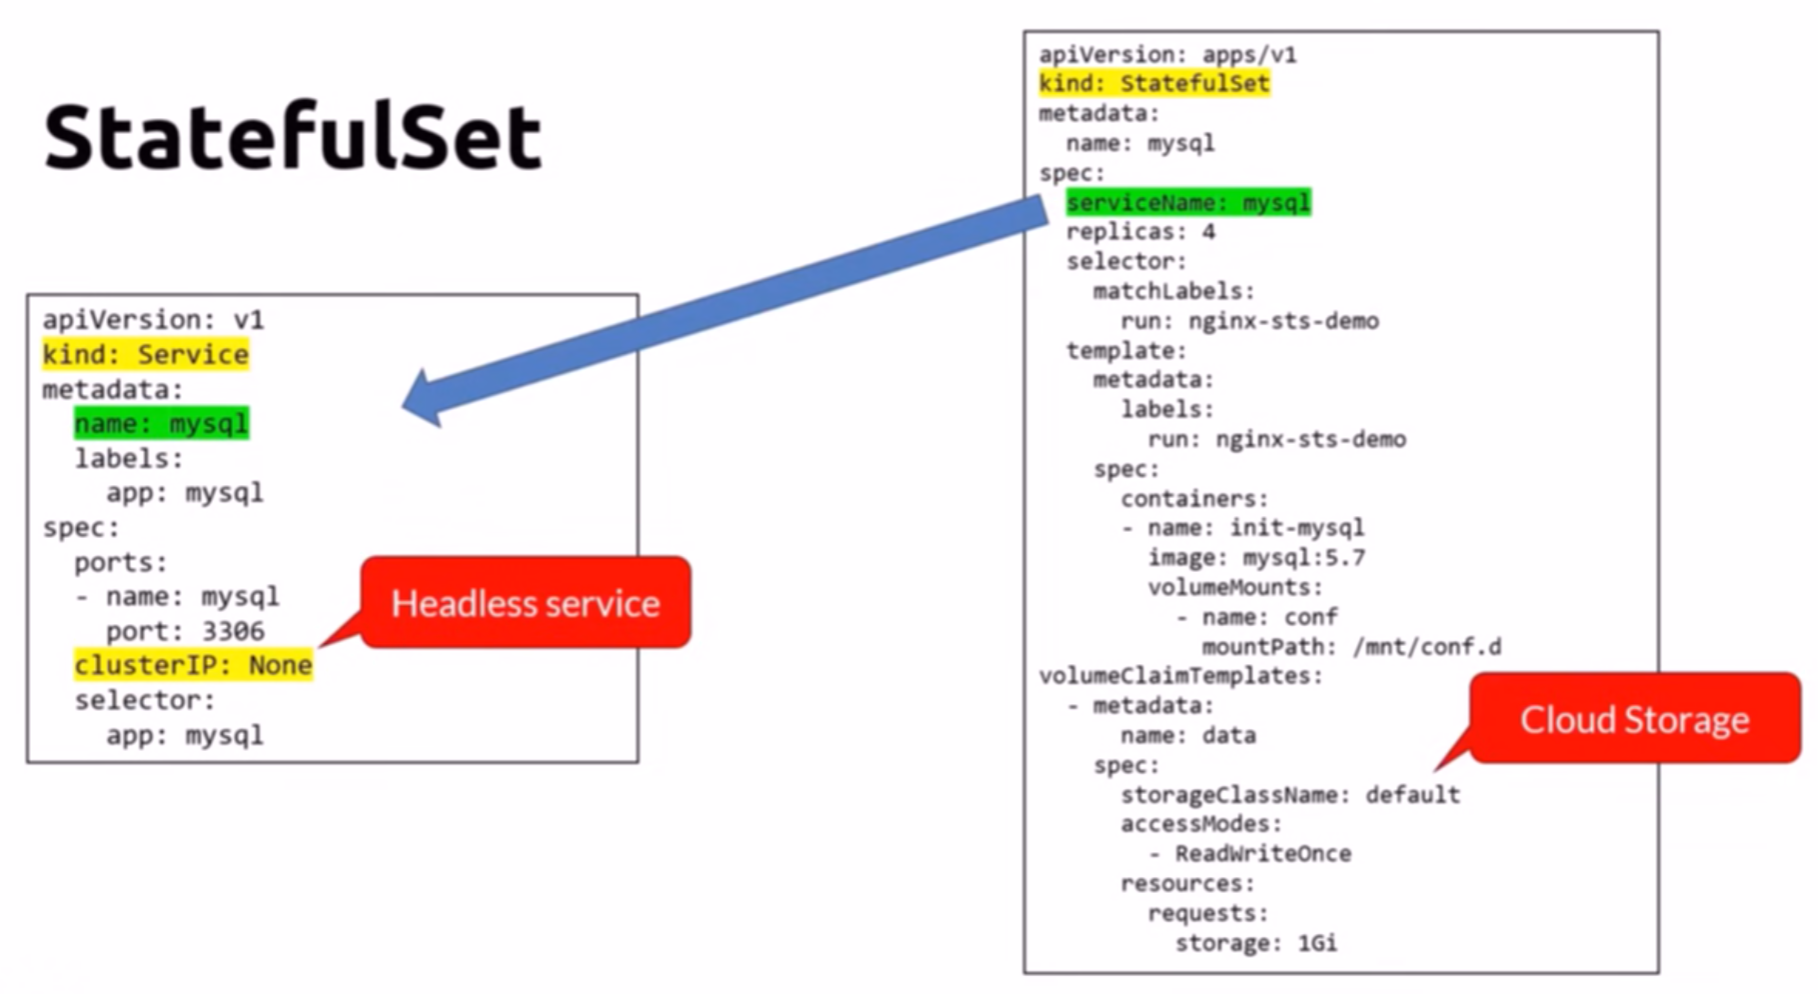 StatefulSet
apiVersion: v1
kind: Service
metadata:
  name: mysql
  labels:
    app: mysql
spec:
  ports:
  - name: mysql
    port: 3306
  clusterIP: None
  selector:
    app: mysql
Headless service
apiVersion: apps/v1
kind: StatefulSet
metadata:
  name: mysql
spec:
  serviceName: mysql
  replicas: 4
  selector:
    matchLabels:
      run: nginx-sts-demo
  template:
    metadata:
      labels:
        run: nginx-sts-demo
    spec:
      containers:
      - name: init-mysql
        image: mysql:5.7
        volumeMounts:
          - name: conf
            mountPath: /mnt/conf.d
volumeClaimTemplates:
  - metadata:
      name: data
    spec:
      storageClassName: default
      accessModes:
        - ReadWriteOnce
      resources:
        requests:
          storage: 1Gi
Cloud Storage